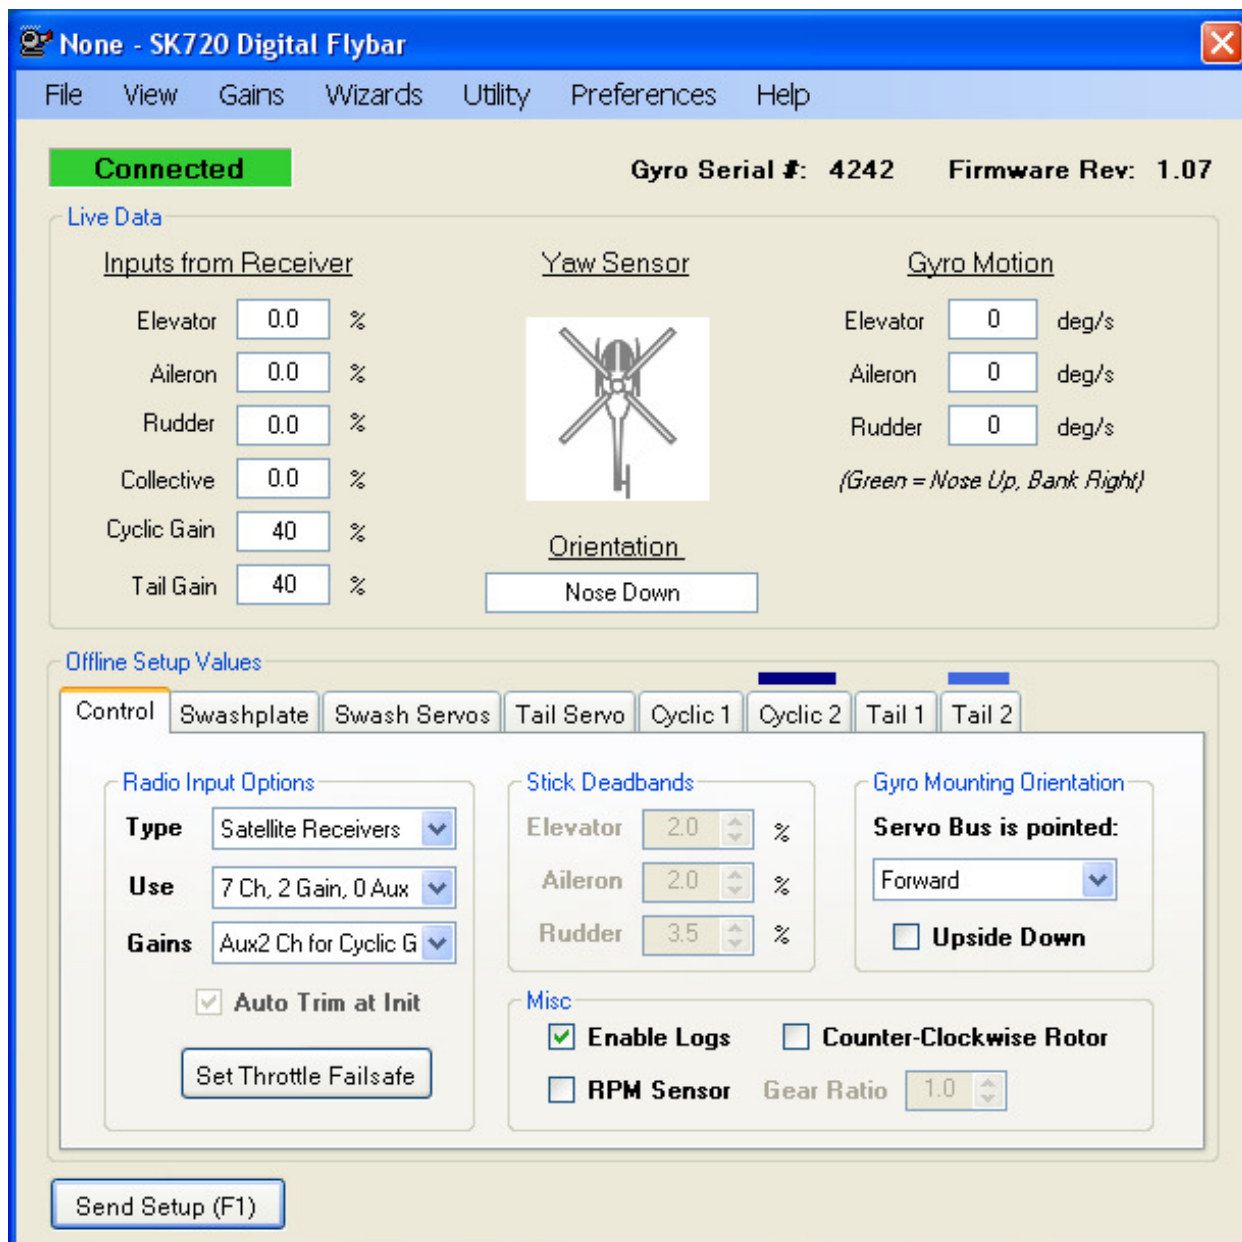 None - SK720 Digital Flybar
File View Gains Wizards Utility Preferences Help
Connected Gyro Serial #: 4242 Firmware Rev: 1.07
Live Data
Inputs from Receiver Yaw Sensor Gyro Motion
Elevator 0.0 % Elevator 0 deg/s
Aileron 0.0 % Aileron 0 deg/s
Rudder 0.0 % Rudder 0 deg/s
Collective 0.0 % (Green = Nose Up, Bank Right)
Cyclic Gain 40 %
Orientation
Tail Gain 40 % Nose Down
Offline Setup Values
Control Swashplate Swash Servos Tail Servo Cyclic 1 Cyclic 2 Tail 1 Tail 2
Radio Input Options Stick Deadbands Gyro Mounting Orientation
Type Satellite Receivers Elevator 2.0 % Servo Bus is pointed:
Use 7 Ch, 2 Gain, 0 Aux Aileron 2.0 % Forward
Gains Aux2 Ch for Cyclic G Rudder 3.5 % Upside Down
Auto Trim at Init Misc
Enable Logs Counter-Clockwise Rotor
Set Throttle Failsafe RPM Sensor Gear Ratio 1.0
Send Setup (F1)